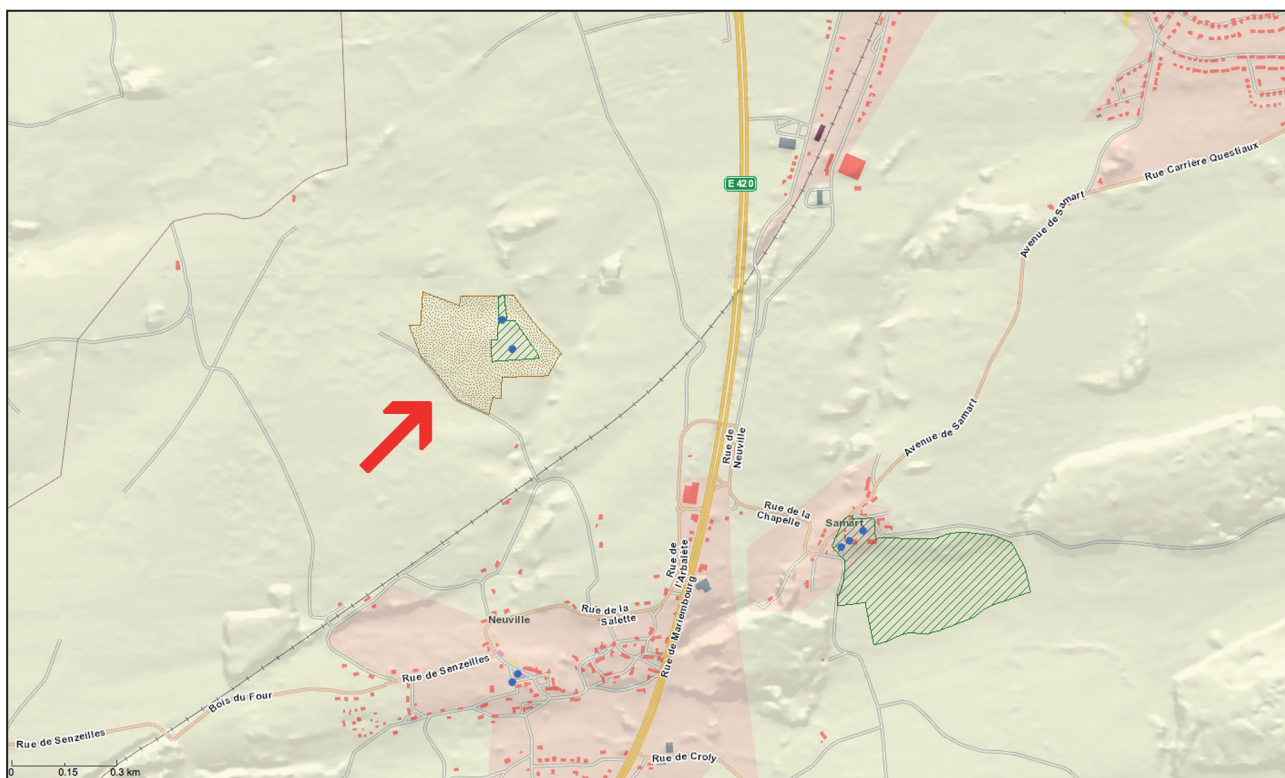 E 420
Rue Carrière Questiaux
Avenue de Samart
Avenue de Samart
Rue de
Neuville
Rue de la
Chapelle
Samart
Rue de
l'Arbalète
Rue de Mariembourg
Rue de la
Salette
Neuville
Rue de Senzeilles
Bois du Four
Rue de Senzeilles
Rue de Croly
0 0.15 0.3 km